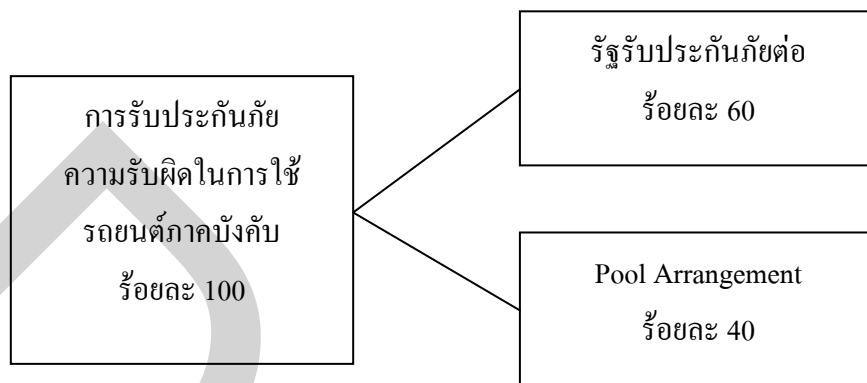 การรับประกันภัย
ความรับผิดในการใช้
รถยนต์ภาคบังคับ
ร้อยละ 100
รัฐรับประกันภัยต่อ
ร้อยละ 60
Pool Arrangement
ร้อยละ 40